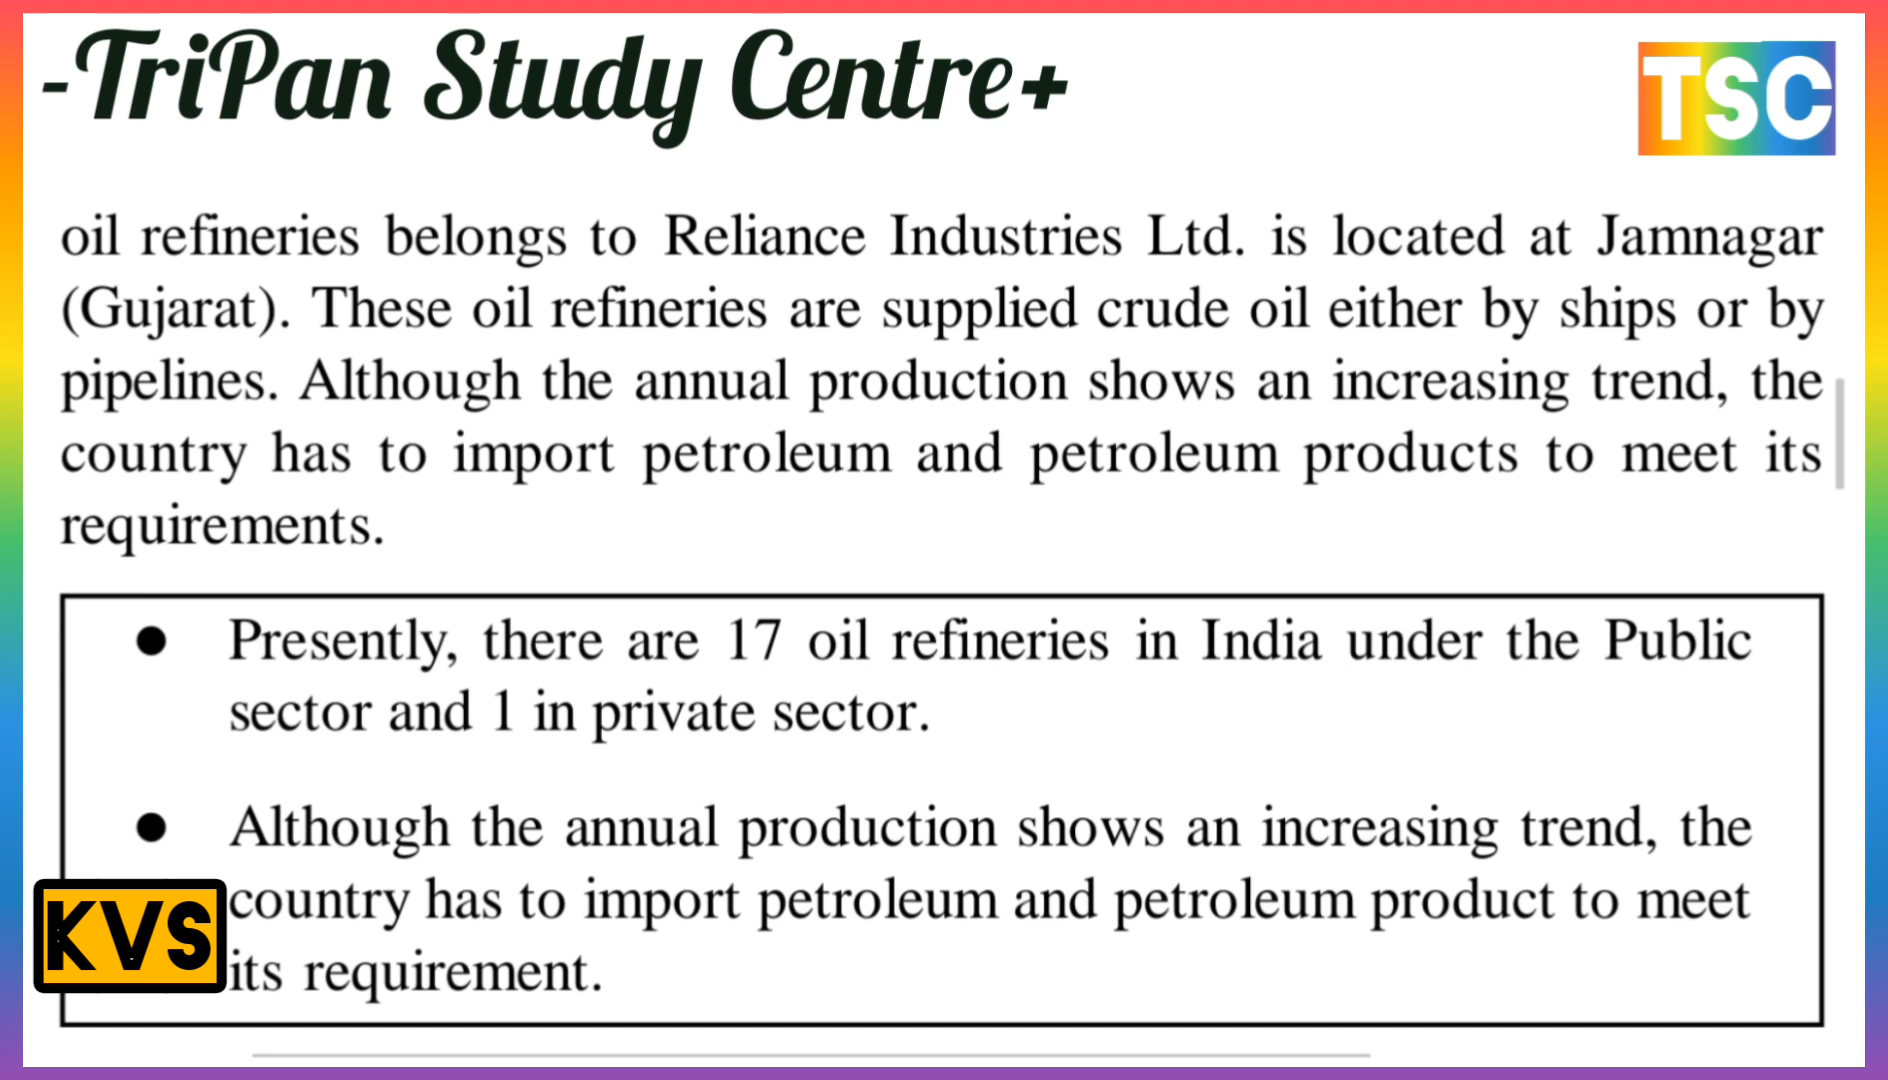 -TriPan Study Centre+
TSC
oil refineries belongs to Reliance Industries Ltd. is located at Jamnagar
(Gujarat). These oil refineries are supplied crude oil either by ships or by
pipelines. Although the annual production shows an increasing trend, the
country has to import petroleum and petroleum products to meet its
requirements.
● Presently, there are 17 oil refineries in India under the Public
sector and 1 in private sector.
● Although the annual production shows an increasing trend, the
country has to import petroleum and petroleum product to meet
its requirement.
KVS